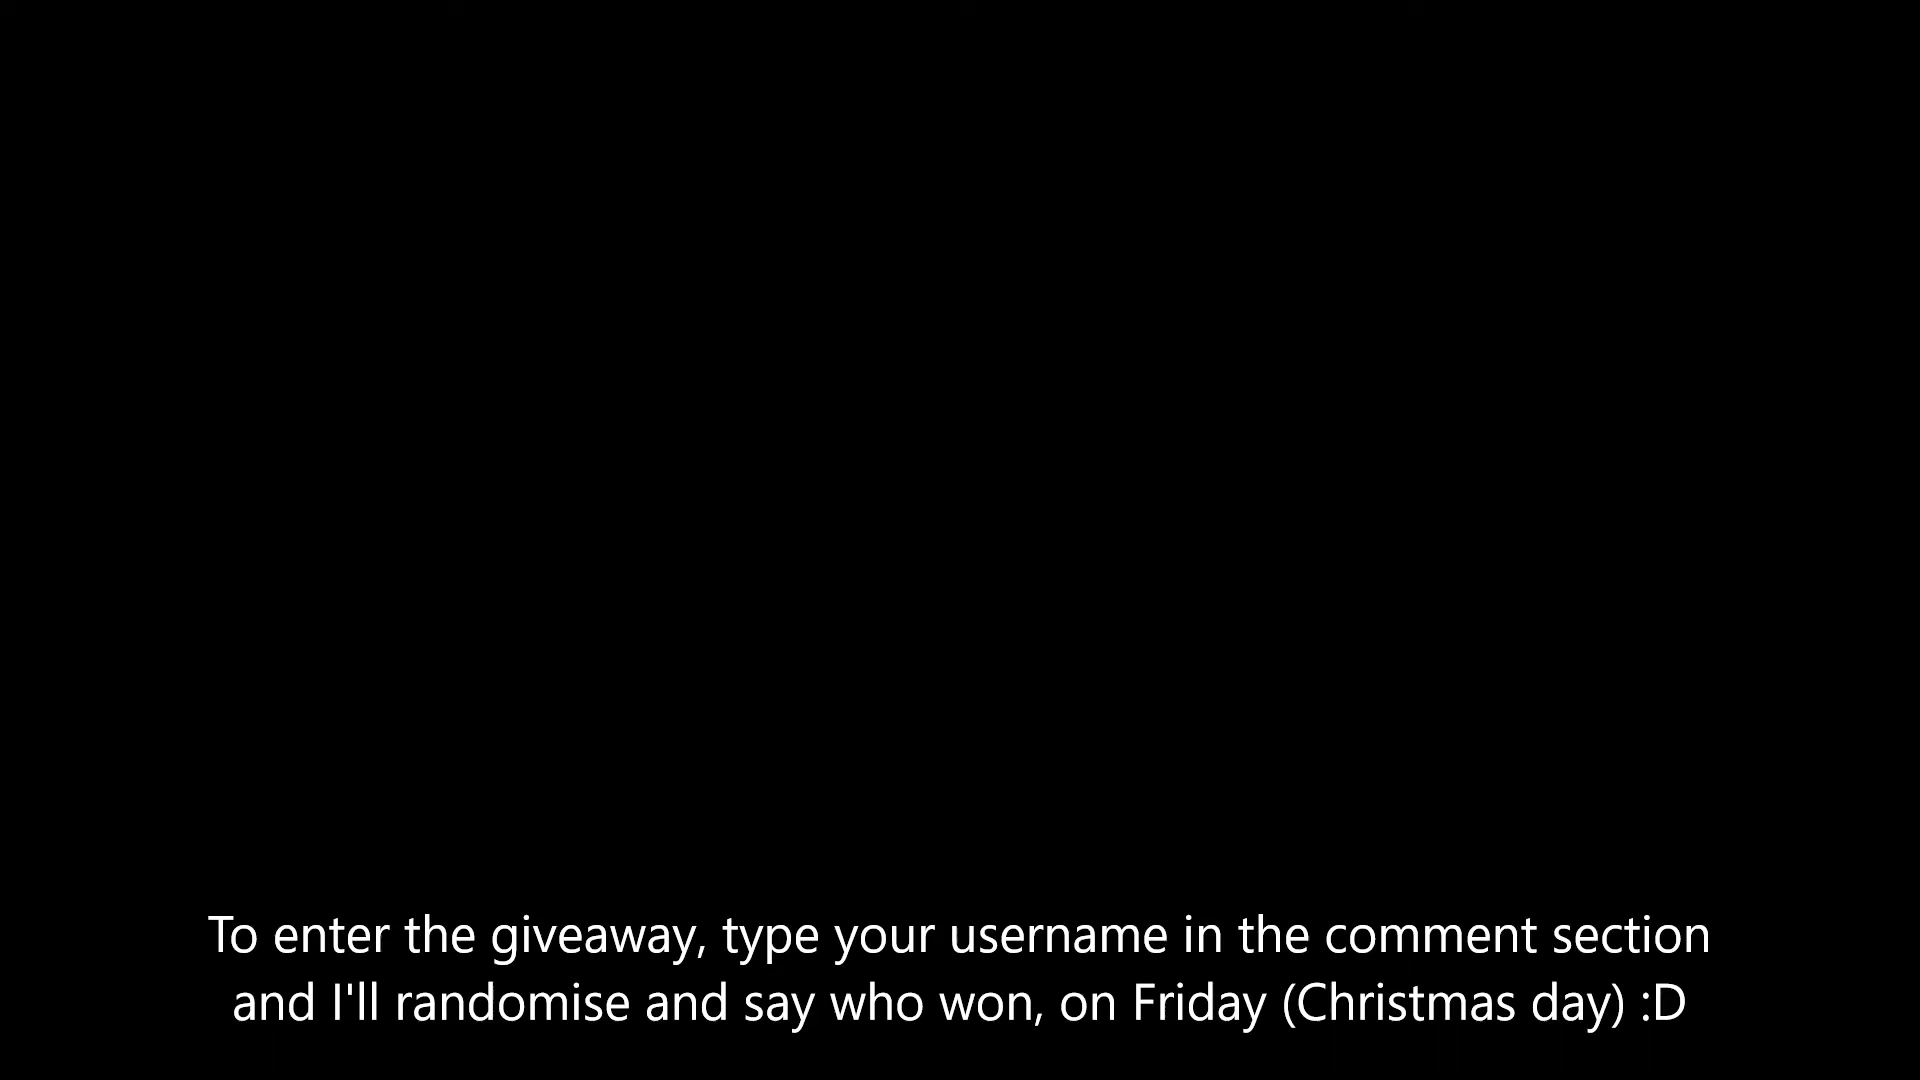 To enter the giveaway, type your username in the comment section
and I'll randomise and say who won, on Friday (Christmas day) :D